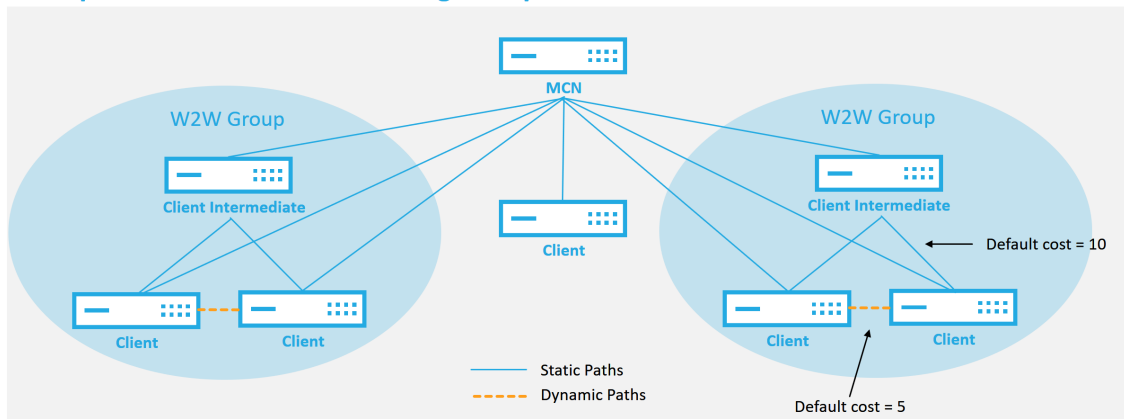 MCN
W2W Group
W2W Group
Client Intermediate
Client Intermediate
Client
Default cost = 10
Client
Client
Client
Client
Static Paths
Dynamic Paths
Default cost = 5